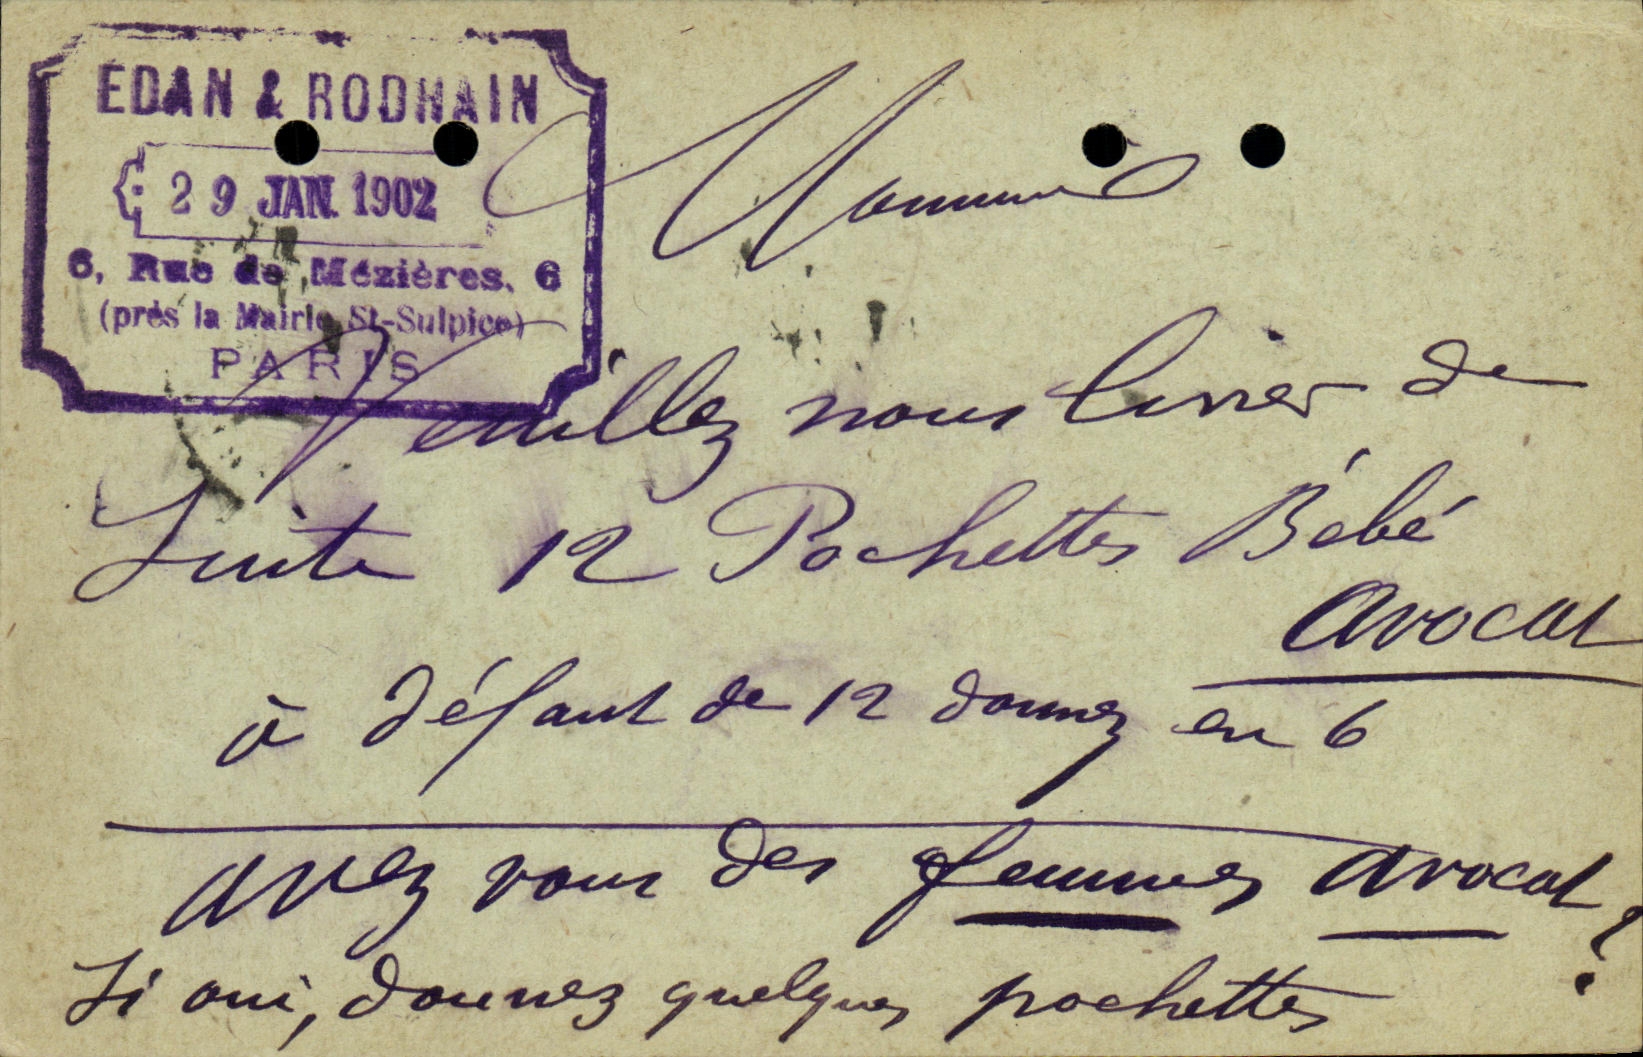 EDAN & RODHAIN
29 JAN. 1902
6, Rue de Mézières, 6
(près la Mairie St-Sulpice)
PARIS
Monsieur
Veuillez nous livrer de
Suite 12 Pochettes Bébé
avocat
à défaut de 12 donnez en 6
avez vous des femmes avocat ?
Si oui, donnez quelques pochettes